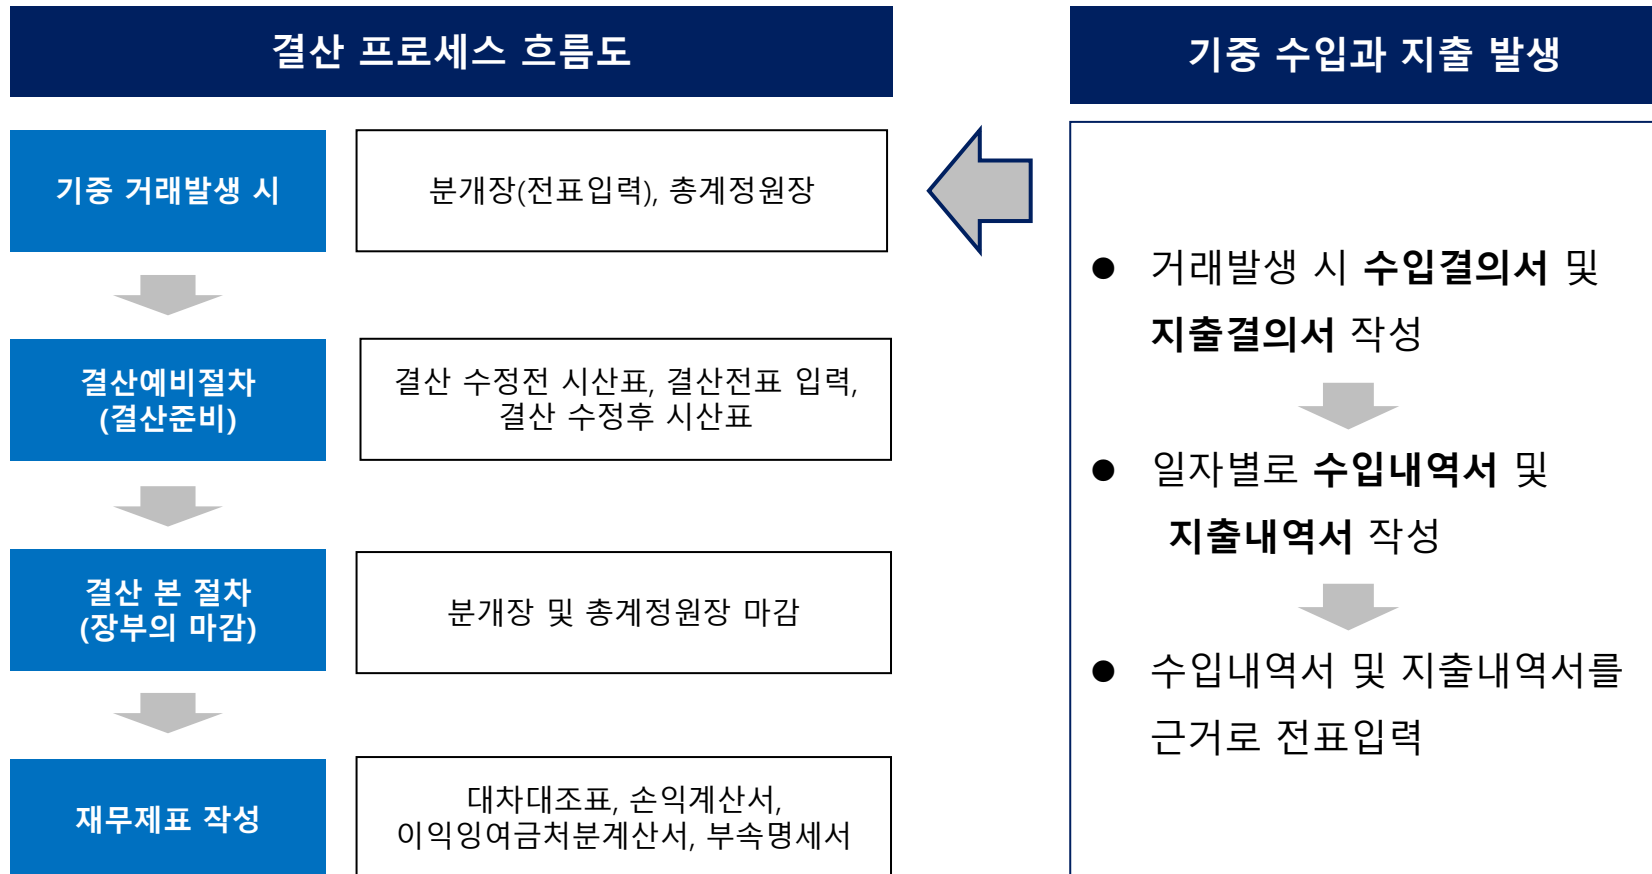 결산 프로세스 흐름도
기중 거래발생 시
분개장(전표입력), 총계정원장
결산예비절차
(결산준비)
결산 수정전 시산표, 결산전표 입력,
결산 수정후 시산표
결산 본 절차
(장부의 마감)
분개장 및 총계정원장 마감
재무제표 작성
대차대조표, 손익계산서,
이익잉여금처분계산서, 부속명세서
기중 수입과 지출 발생
● 거래발생 시 수입결의서 및
지출결의서 작성
● 일자별로 수입내역서 및
지출내역서 작성
● 수입내역서 및 지출내역서를
근거로 전표입력